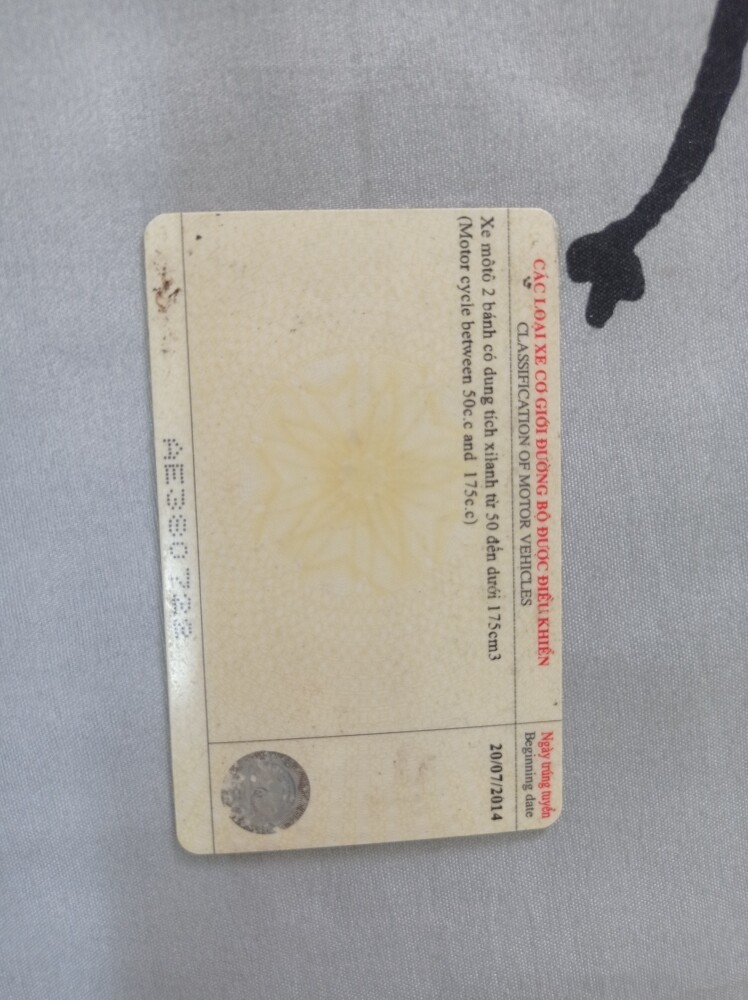 CÁC LOẠI XE CƠ GIỚI ĐƯỜNG BỘ ĐƯỢC ĐIỀU KHIỂN
CLASSIFICATION OF MOTOR VEHICLES
Ngày trúng tuyển
Beginning date
Xe môtô 2 bánh có dung tích xilanh từ 50 đến dưới 175cm3
(Motor cycle between 50c.c and 175c.c)
20/07/2014